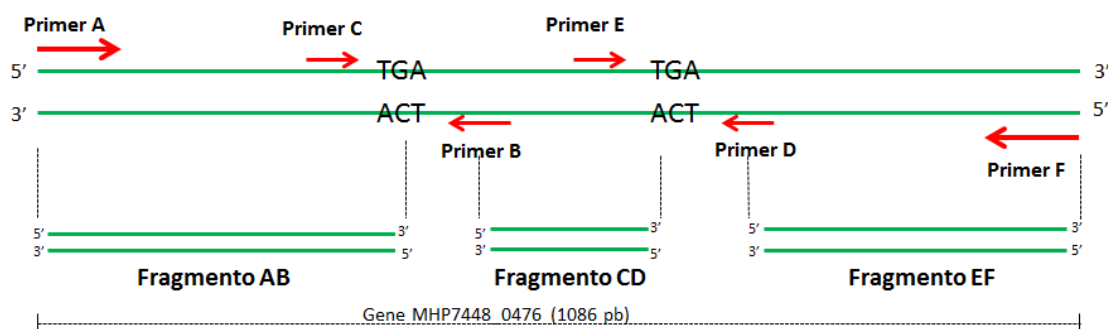 Primer A
Primer C
Primer E
5’ TGA TGA 3’
3’ ACT ACT 5’
Primer B
Primer D
Primer F
5’ 3’ 5’ 3’ 5’ 3’
3’ 5’ 3’ 5’ 3’ 5’
Fragmento AB Fragmento CD Fragmento EF
Gene MHP7448_0476 (1086 pb)